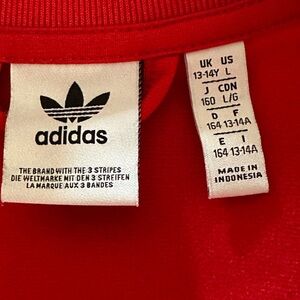 adidas
THE BRAND WITH THE 3 STRIPES
DIE WELTMARKE MIT DEN 3 STREIFEN
LA MARQUE AUX 3 BANDES
UK US
13-14Y L
J CDN
160 L/G
D F
164 13-14A
E I
164 13-14A
MADE IN
INDONESIA